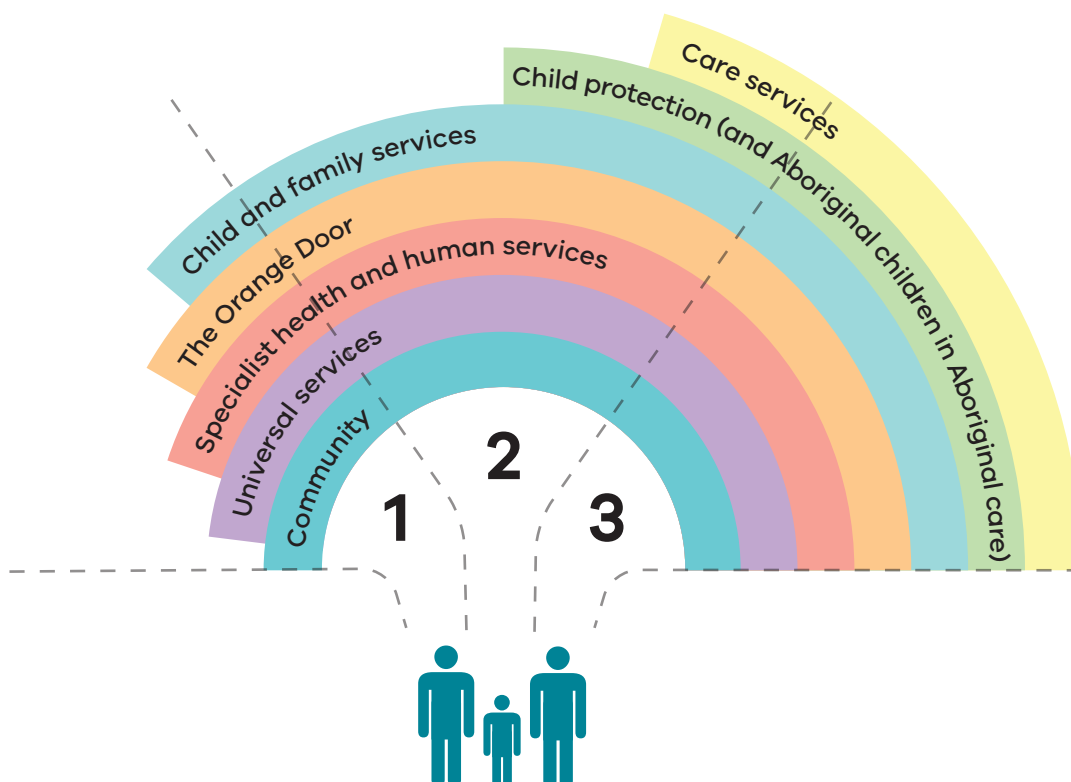 Care services
Child protection (and Aboriginal children in Aboriginal care)
Child and family services
The Orange Door
Specialist health and human services
Universal services
Community
1
2
3